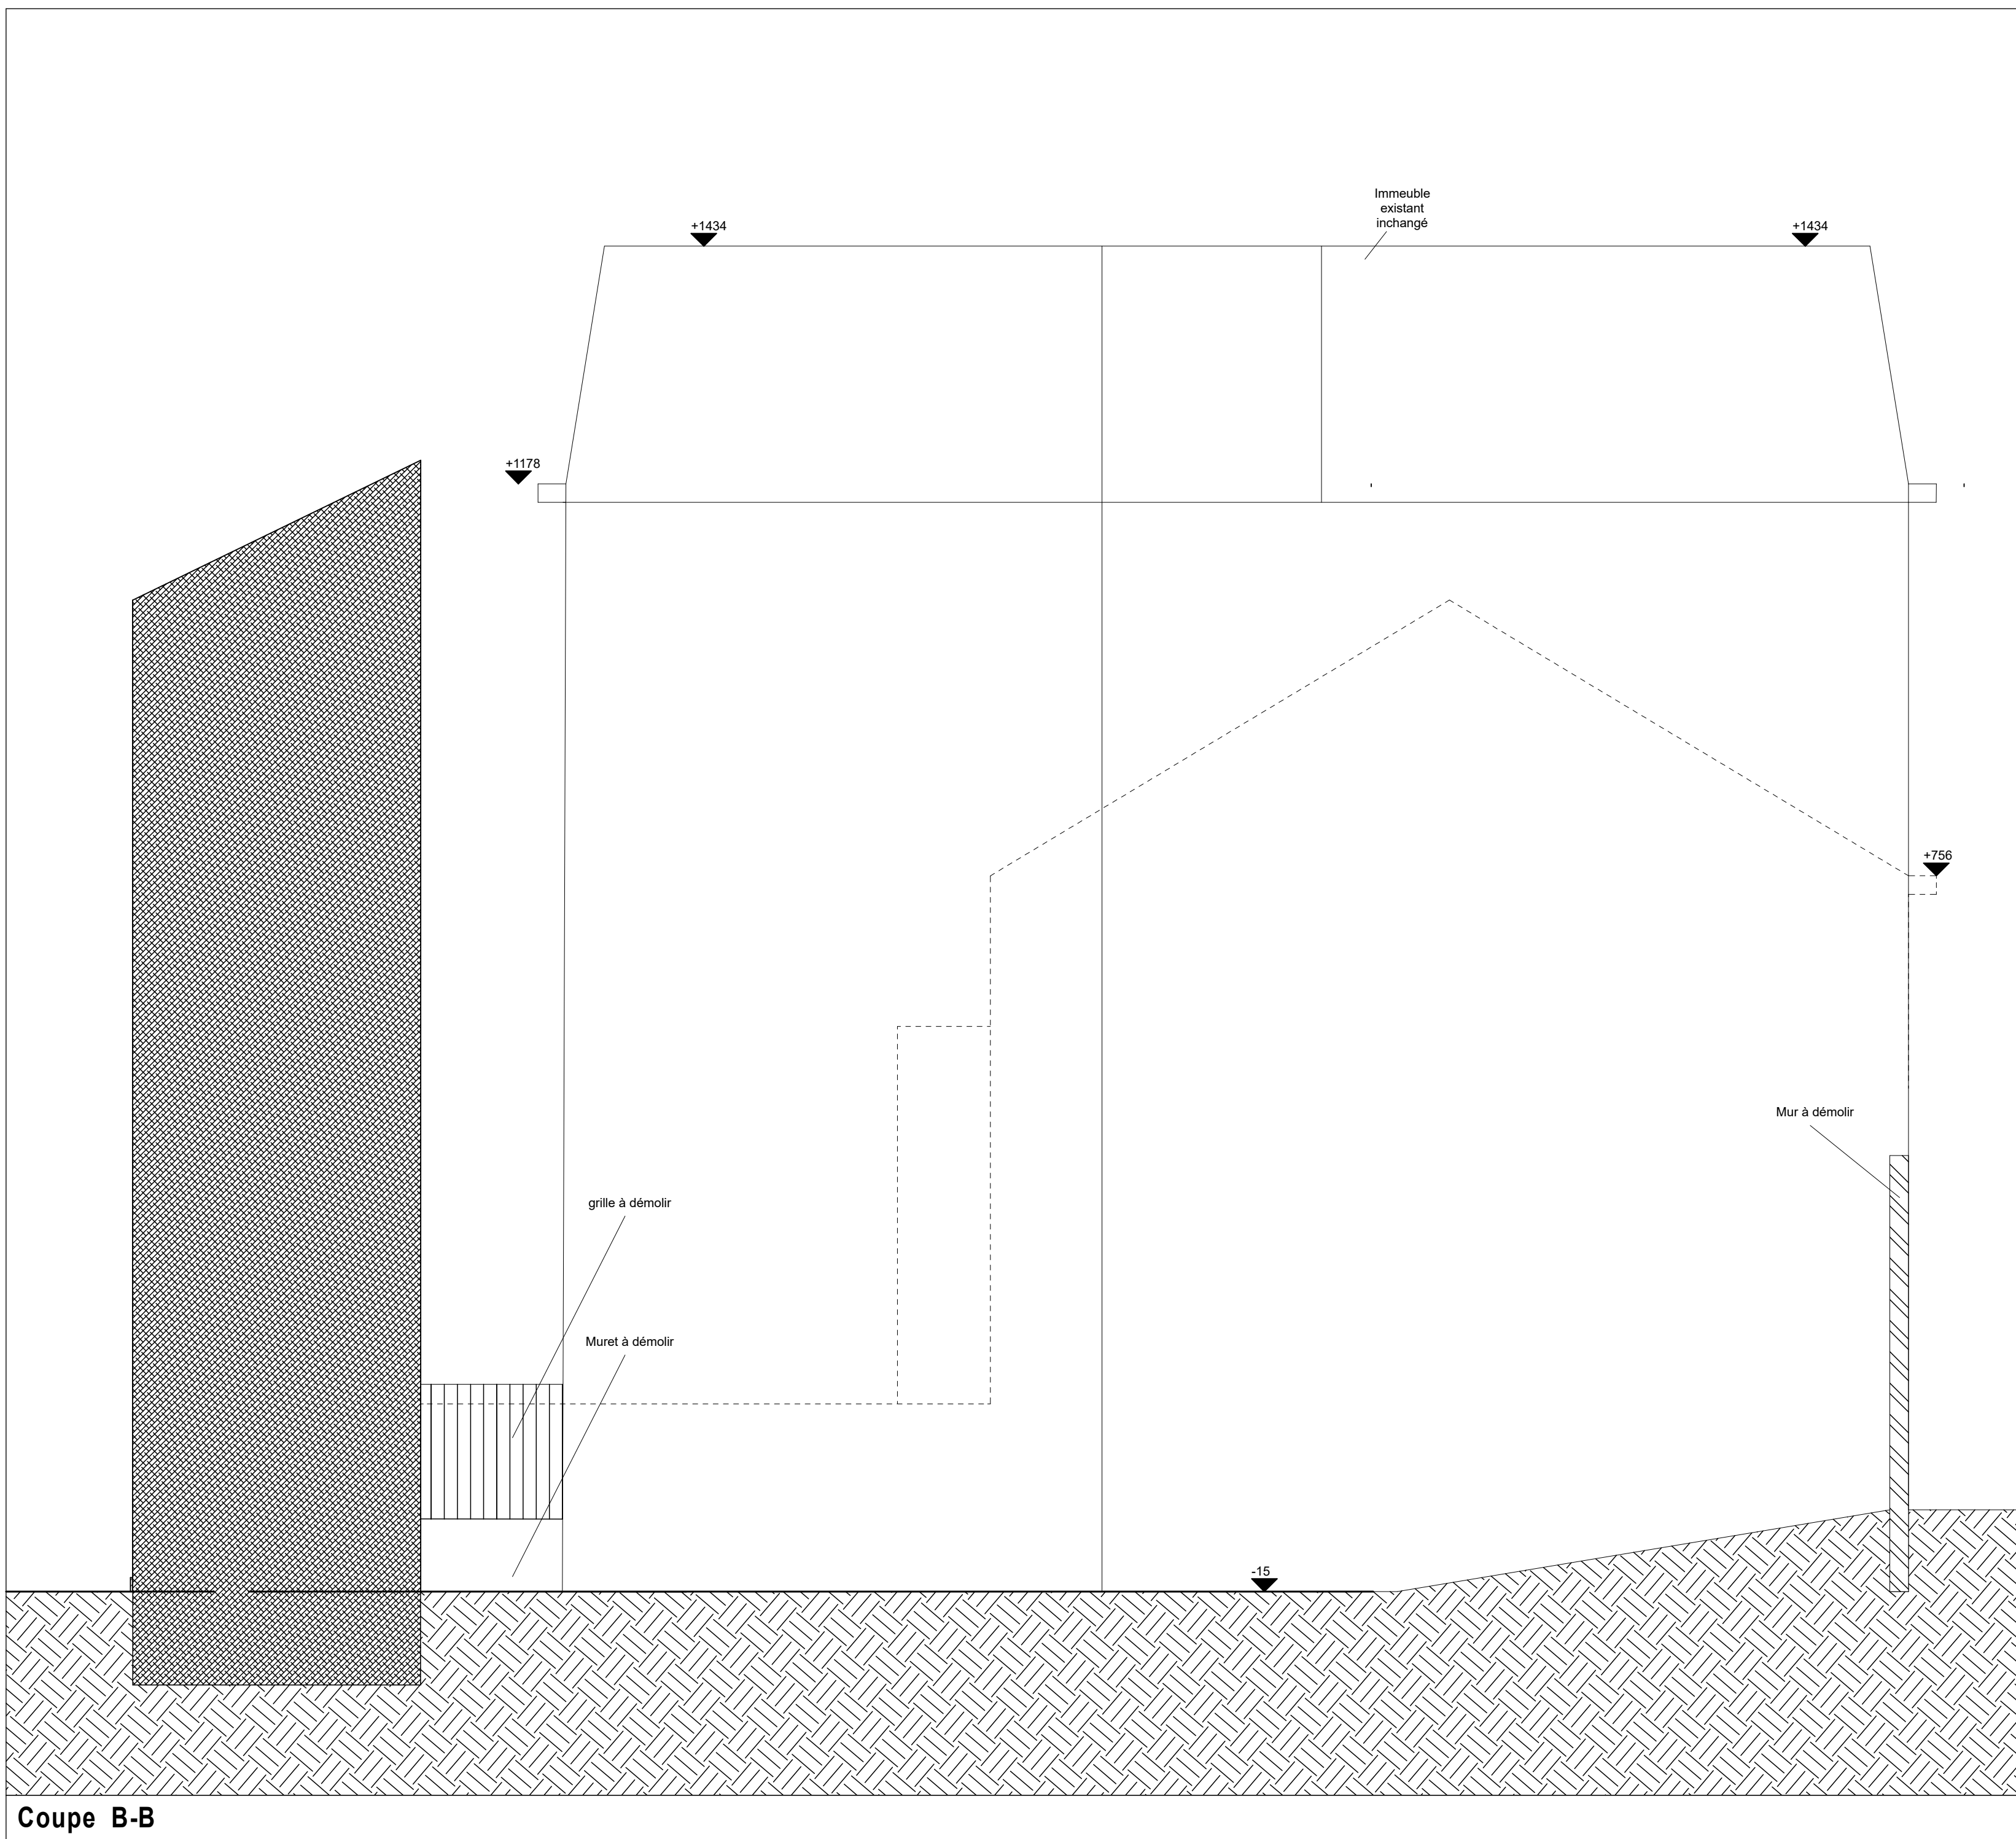 Immeuble
existant
inchangé
+1434
+1434
+1178
+756
Mur à démolir
grille à démolir
Muret à démolir
-15
Coupe B-B